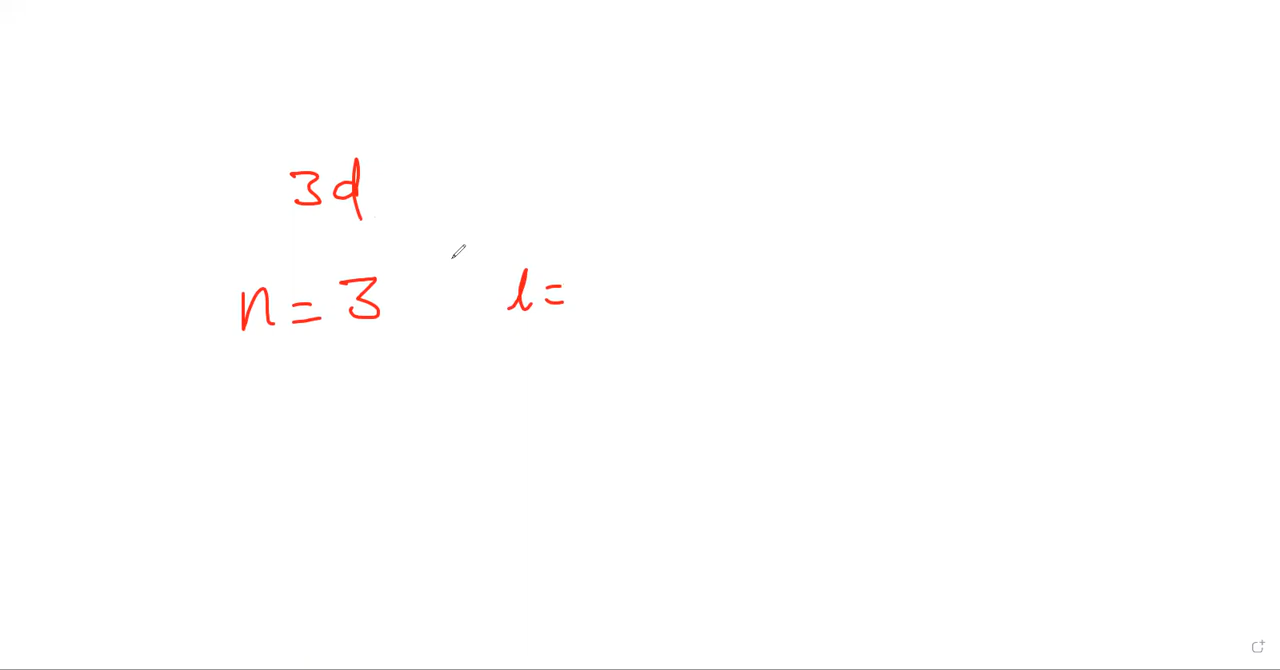 3d
n = 3 l =